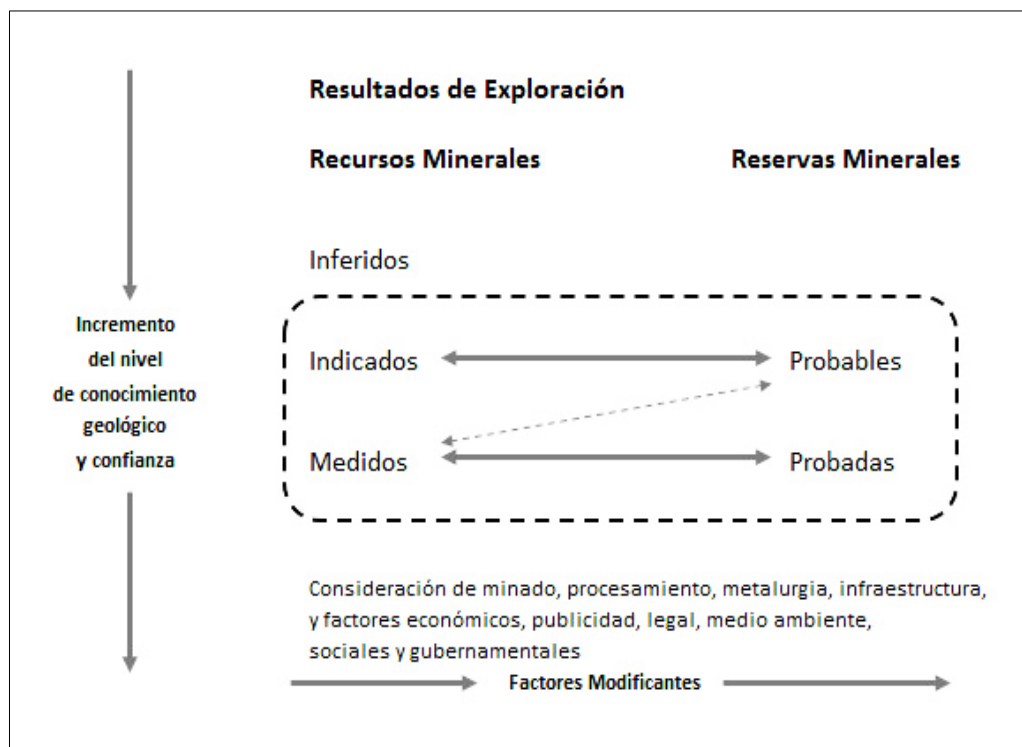 Resultados de Exploración
Recursos Minerales
Reservas Minerales
Inferidos
Incremento
del nivel
de conocimiento
geológico
y confianza
Indicados
Probables
Medidos
Probadas
Consideración de minado, procesamiento, metalurgia, infraestructura,
y factores económicos, publicidad, legal, medio ambiente,
sociales y gubernamentales
Factores Modificantes